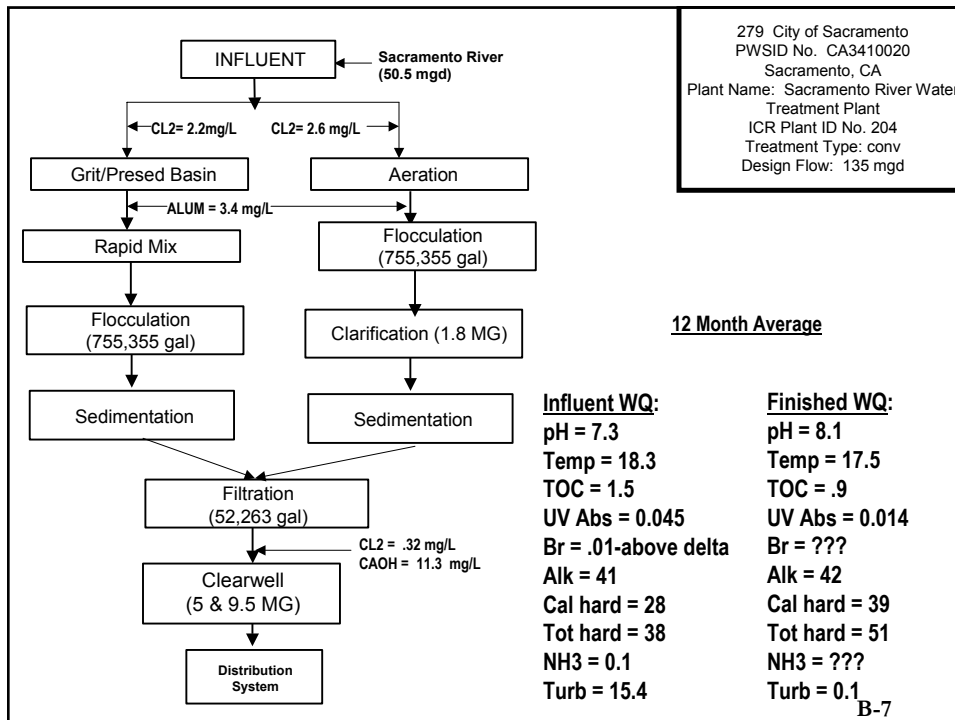 279 City of Sacramento
PWSID No. CA3410020
Sacramento, CA
Plant Name: Sacramento River Water
Treatment Plant
ICR Plant ID No. 204
Treatment Type: conv
Design Flow: 135 mgd
INFLUENT
Sacramento River
(50.5 mgd)
CL2= 2.2mg/L
CL2= 2.6 mg/L
Grit/Presed Basin
Aeration
ALUM = 3.4 mg/L
Rapid Mix
Flocculation
(755,355 gal)
Flocculation
(755,355 gal)
Clarification (1.8 MG)
Sedimentation
Sedimentation
Filtration
(52,263 gal)
CL2 = .32 mg/L
CAOH = 11.3 mg/L
Clearwell
(5 & 9.5 MG)
Distribution
System
12 Month Average
Influent WQ:
pH = 7.3
Temp = 18.3
TOC = 1.5
UV Abs = 0.045
Br = .01-above delta
Alk = 41
Cal hard = 28
Tot hard = 38
NH3 = 0.1
Turb = 15.4
Finished WQ:
pH = 8.1
Temp = 17.5
TOC = .9
UV Abs = 0.014
Br = ???
Alk = 42
Cal hard = 39
Tot hard = 51
NH3 = ???
Turb = 0.1
B-7